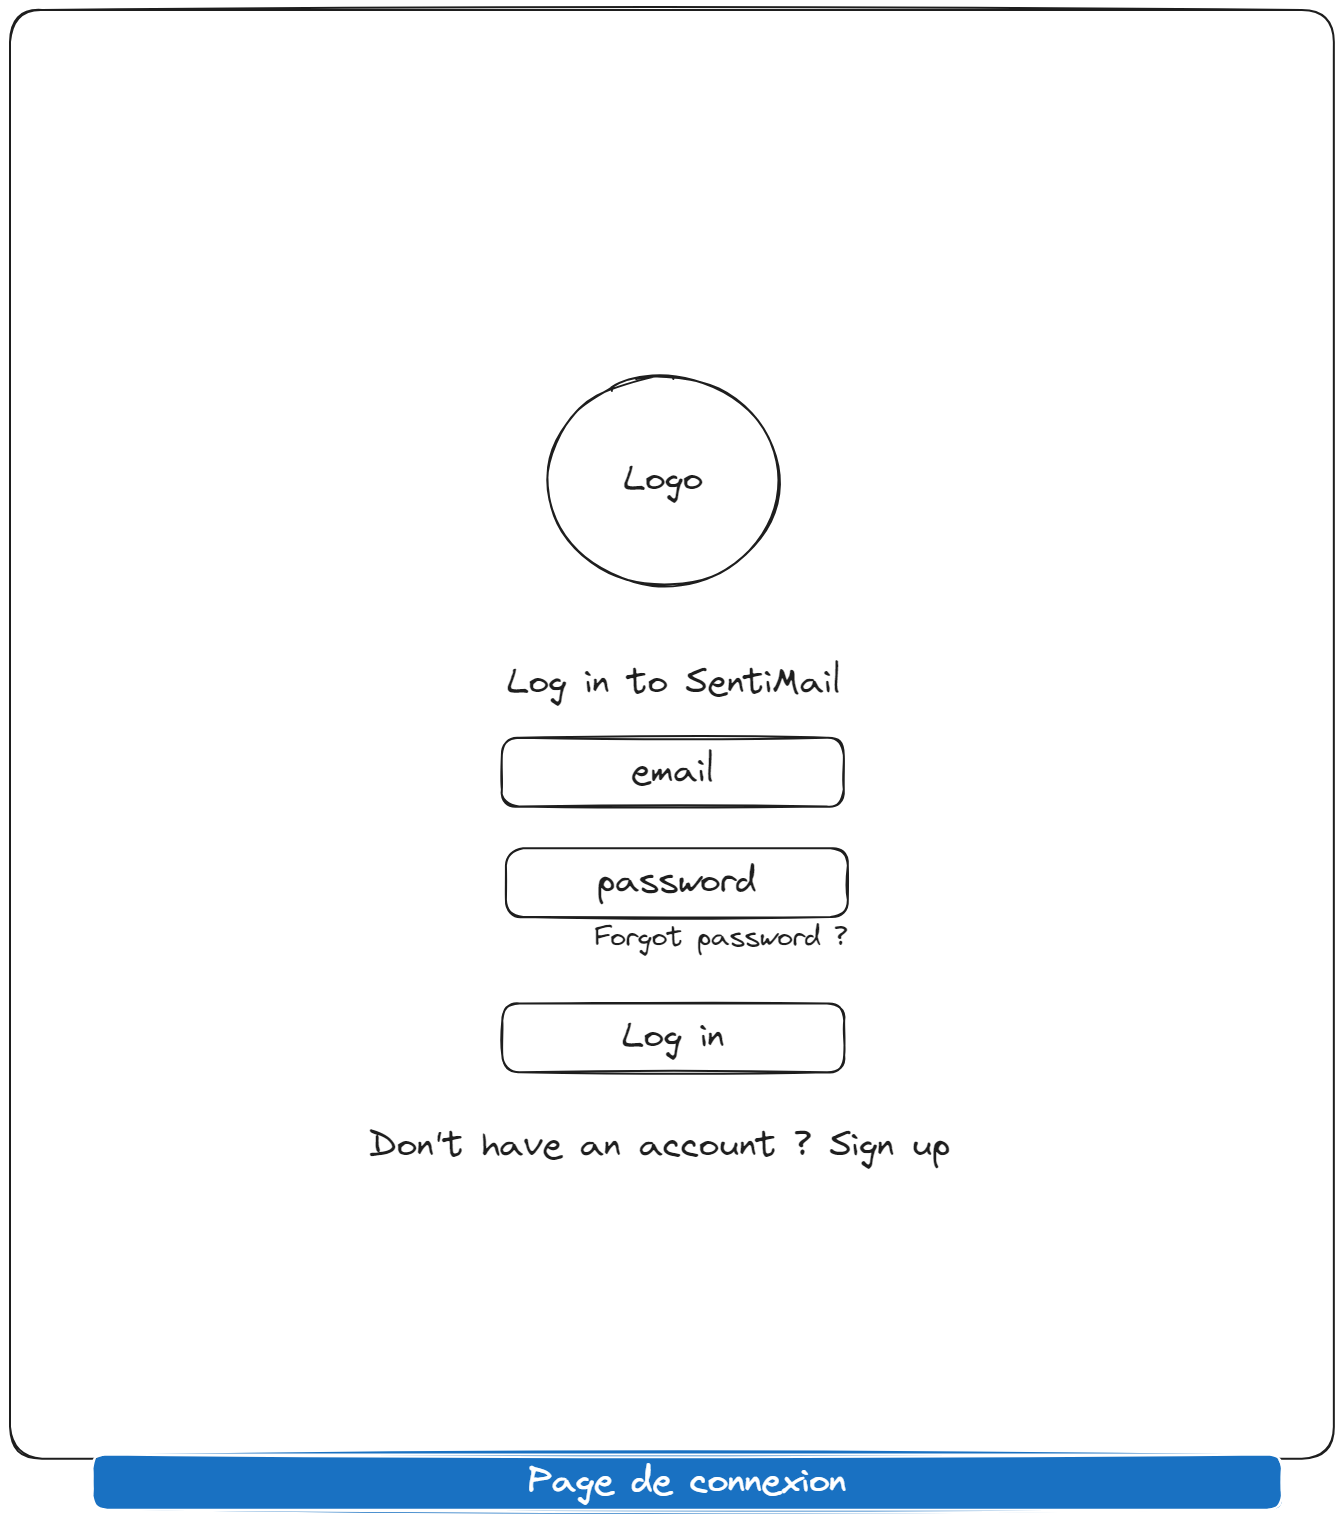 Logo
Log in to SentiMail
email
password
Forgot password ?
Log in
Don't have an account ? Sign up
Page de connexion